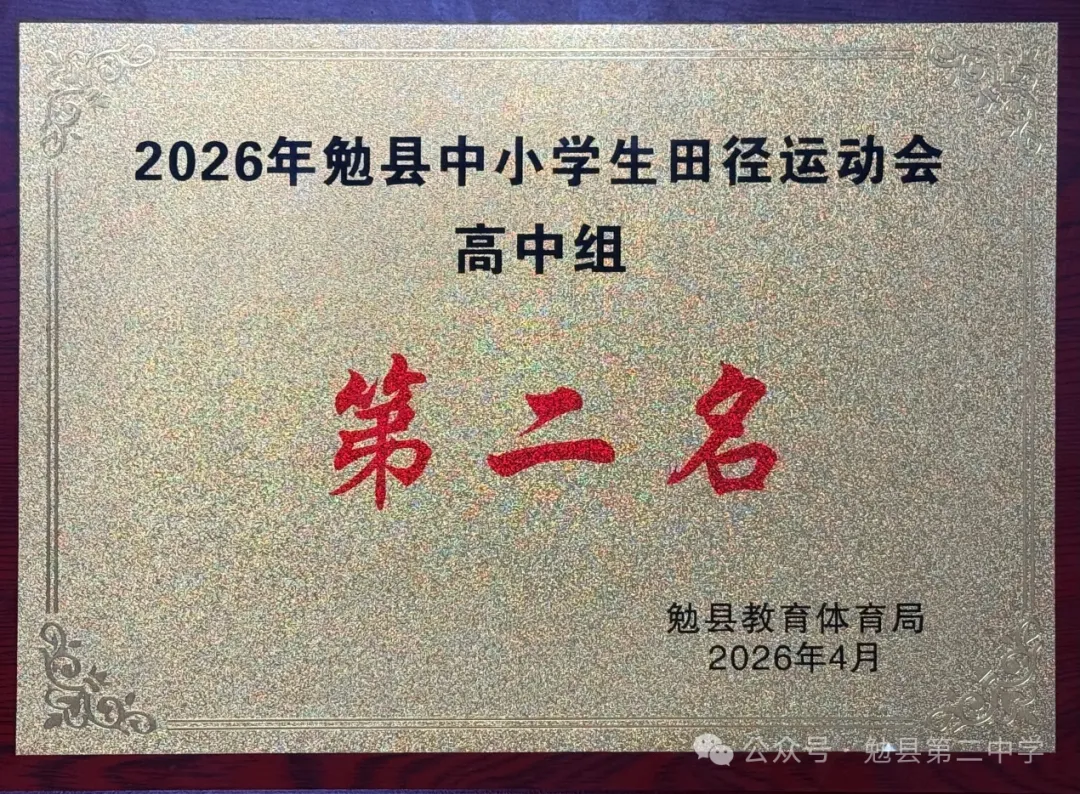 2026年勉县中小学生田径运动会
高中组
第二名
勉县教育体育局
2026年4月
公众号·勉县第二中学